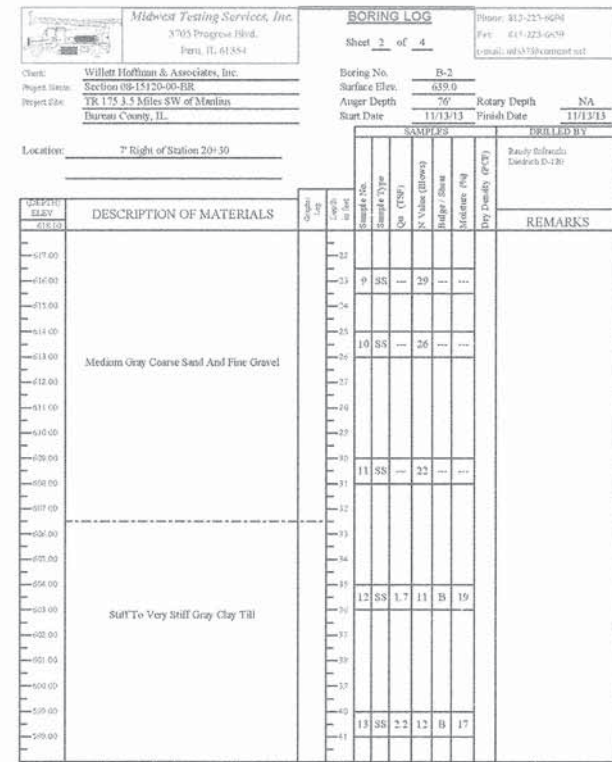 Midwest Testing Services, Inc.
3705 Progress Blvd.
Peru, IL 61354
BORING LOG
Sheet 2 of 4
Phone:
Fax:
e-mail:
Client: Willett Hoffman & Associates, Inc.
Project Name: Section 08-15120-00-BR
Project Site: TR 175 3.5 Miles SW of Manlius
Bureau County, IL.
Boring No. B-2
Surface Elev. 639.0
Auger Depth 76' Rotary Depth NA
Start Date 11/13/13 Finish Date 11/13/13
Location: 7' Right of Station 20+30
SAMPLES
DRILLED BY
Randy
Diedrich D-120
(DEPTH)
ELEV
618.00
DESCRIPTION OF MATERIALS
Graphic Log
Depth in feet
Sample No.
Sample Type
Qu (TSF)
N Value (Blows)
Bulge / Shear
Moisture (%)
Dry Density (PCF)
REMARKS
22
617.00
616.00 23 9 SS --- 29 --- ---
615.00
614.00 25
10 SS --- 26 --- ---
613.00 26
Medium Gray Coarse Sand And Fine Gravel
612.00 27
611.00 28
610.00 29
609.00 30
11 SS --- 22 --- ---
608.00 31
607.00 32
606.00 33
605.00 34
604.00 35
12 SS 1.7 11 B 19
603.00 36
Stiff To Very Stiff Gray Clay Till
602.00 37
601.00
600.00 39
599.00 40
13 SS 2.2 12 B 17
41